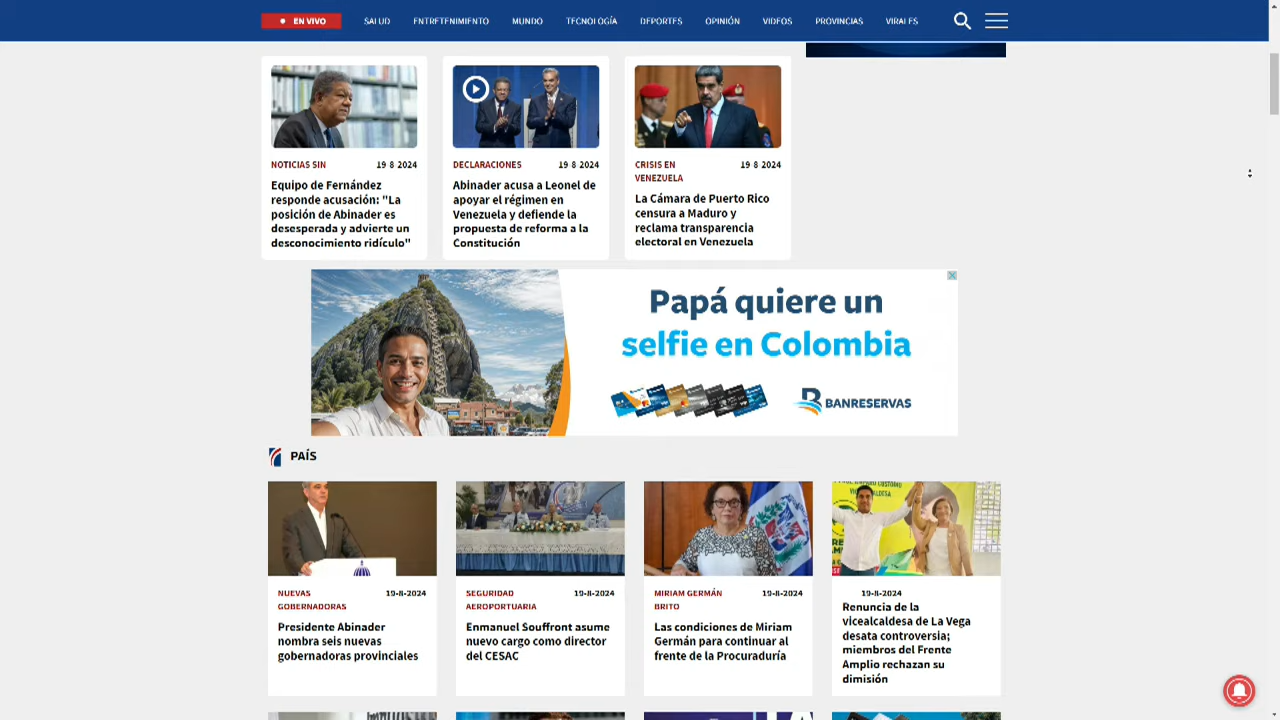 EN VIVO
SALUD
ENTRETENIMIENTO
MUNDO
TECNOLOGÍA
DEPORTES
OPINIÓN
VIDEOS
PROVINCIAS
VIRALES
NOTICIAS SIN
19-8-2024
Equipo de Fernández
responde acusación: "La
posición de Abinader es
desesperada y advierte un
desconocimiento ridículo"
DECLARACIONES
19-8-2024
Abinader acusa a Leonel de
apoyar el régimen en
Venezuela y defiende la
propuesta de reforma a la
Constitución
CRISIS EN
VENEZUELA
19-8-2024
La Cámara de Puerto Rico
censura a Maduro y
reclama transparencia
electoral en Venezuela
Papá quiere un
selfie en Colombia
BANRESERVAS
PAÍS
NUEVAS
GOBERNADORAS
19-8-2024
Presidente Abinader
nombra seis nuevas
gobernadoras provinciales
SEGURIDAD
AEROPORTUARIA
19-8-2024
Enmanuel Souffront asume
nuevo cargo como director
del CESAC
MIRIAM GERMÁN
BRITO
19-8-2024
Las condiciones de Miriam
Germán para continuar al
frente de la Procuraduría
19-8-2024
Renuncia de la
vicealcaldesa de La Vega
desata controversia;
miembros del Frente
Amplio rechazan su
dimisión